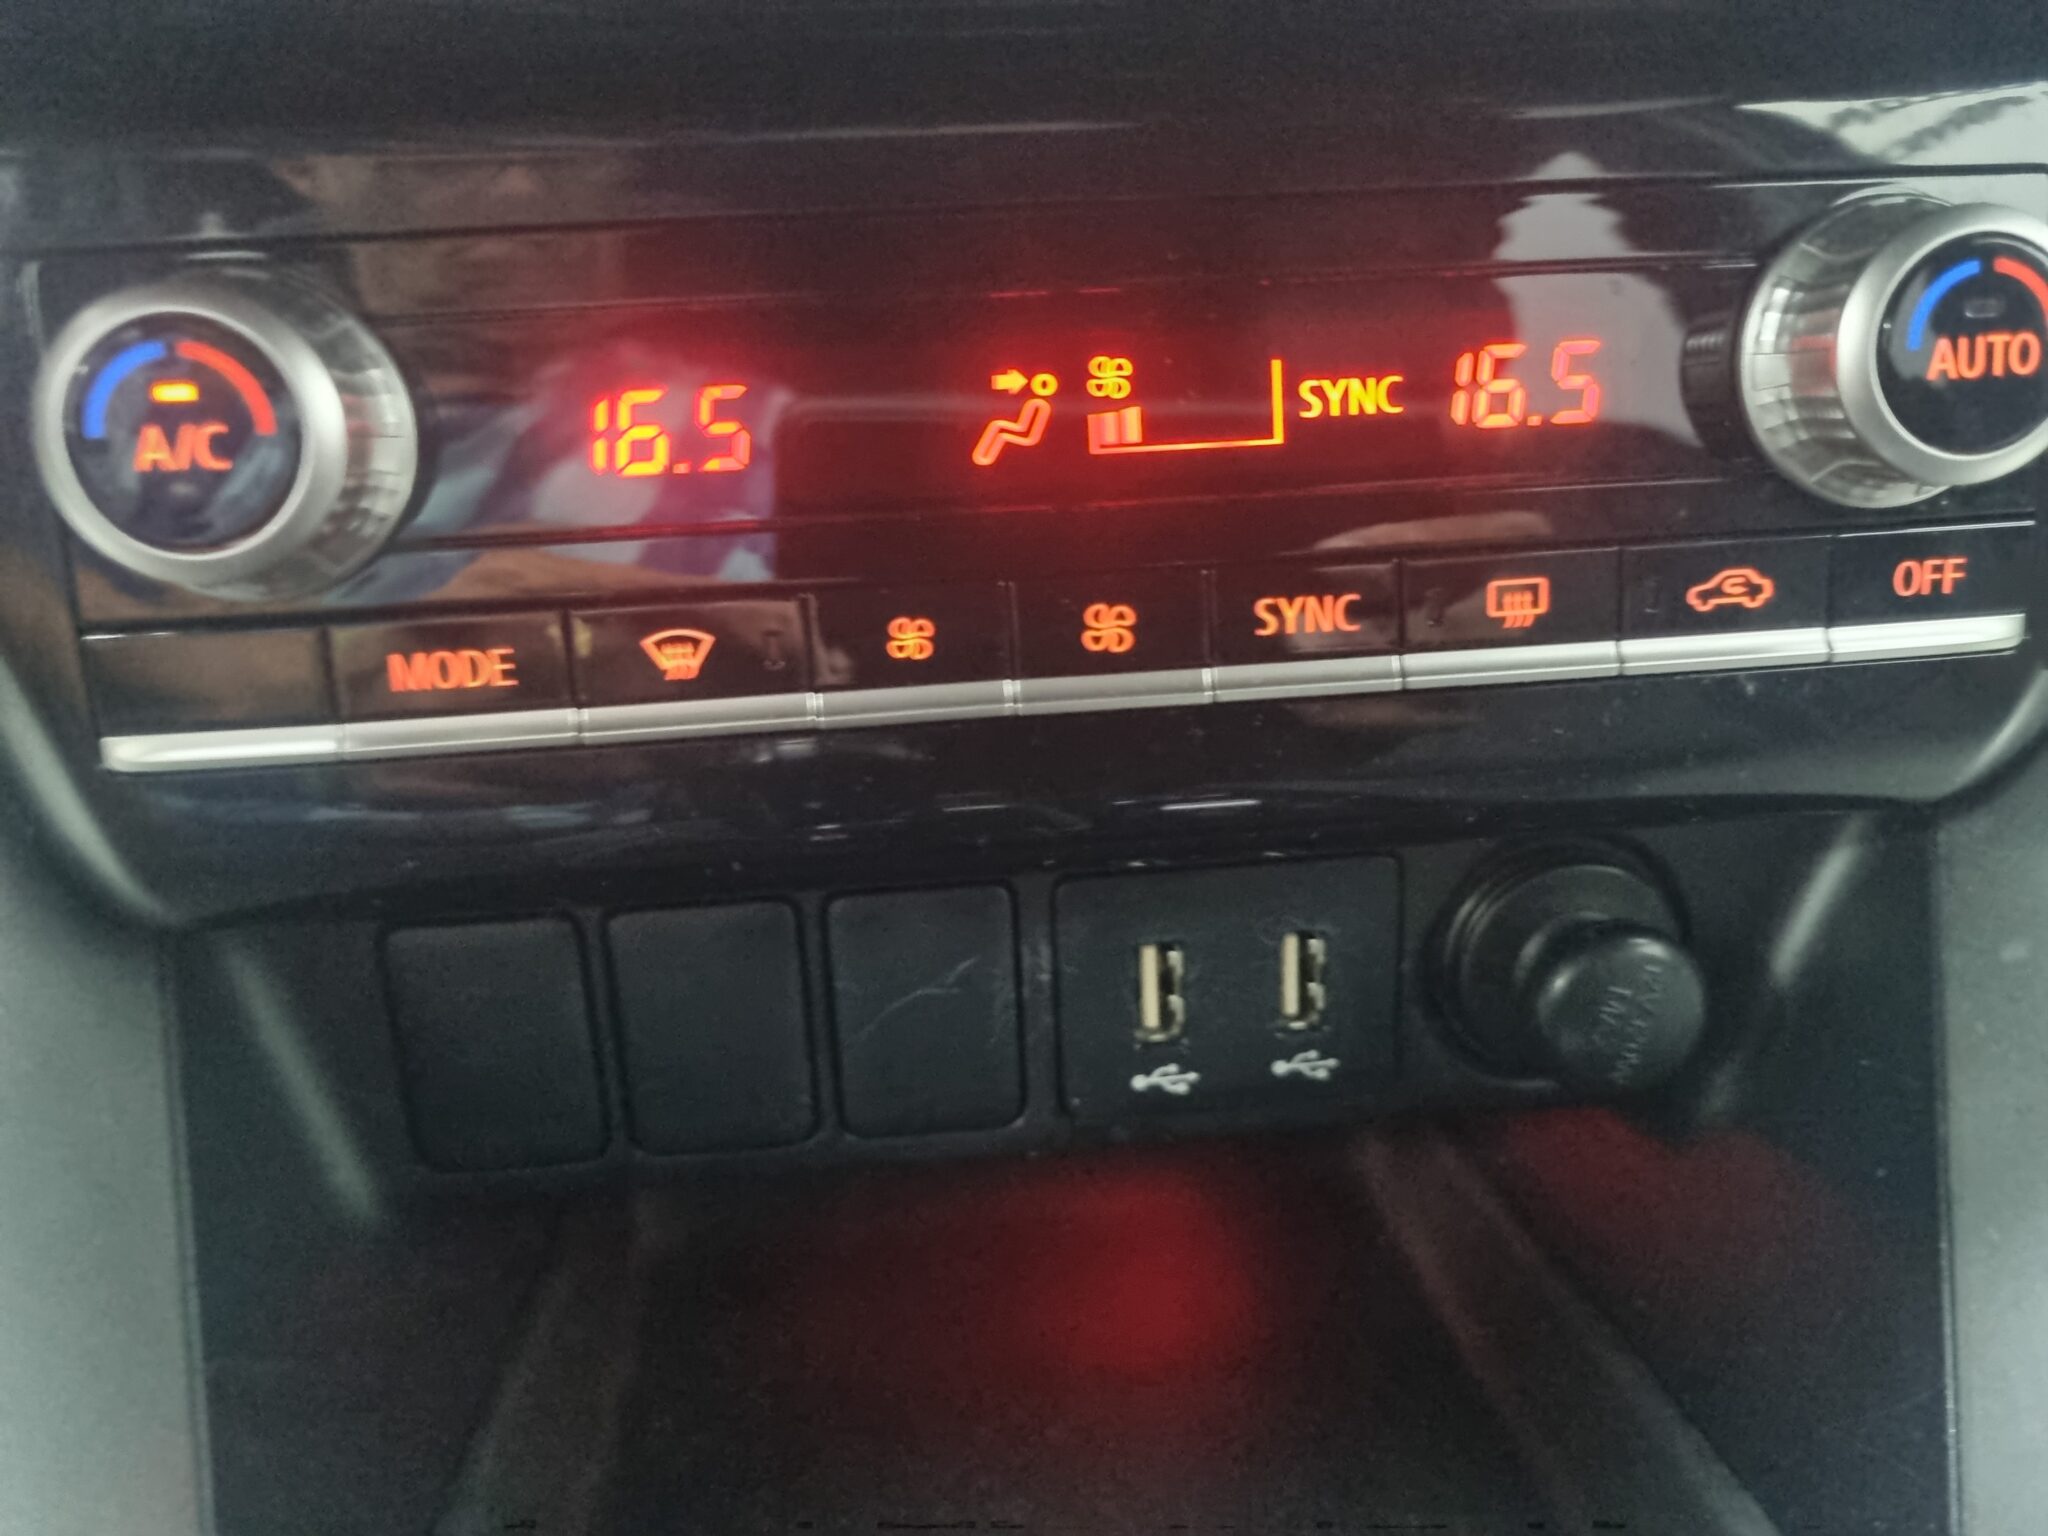 A/C
16.5
SYNC
16.5
AUTO
MODE
SYNC
OFF